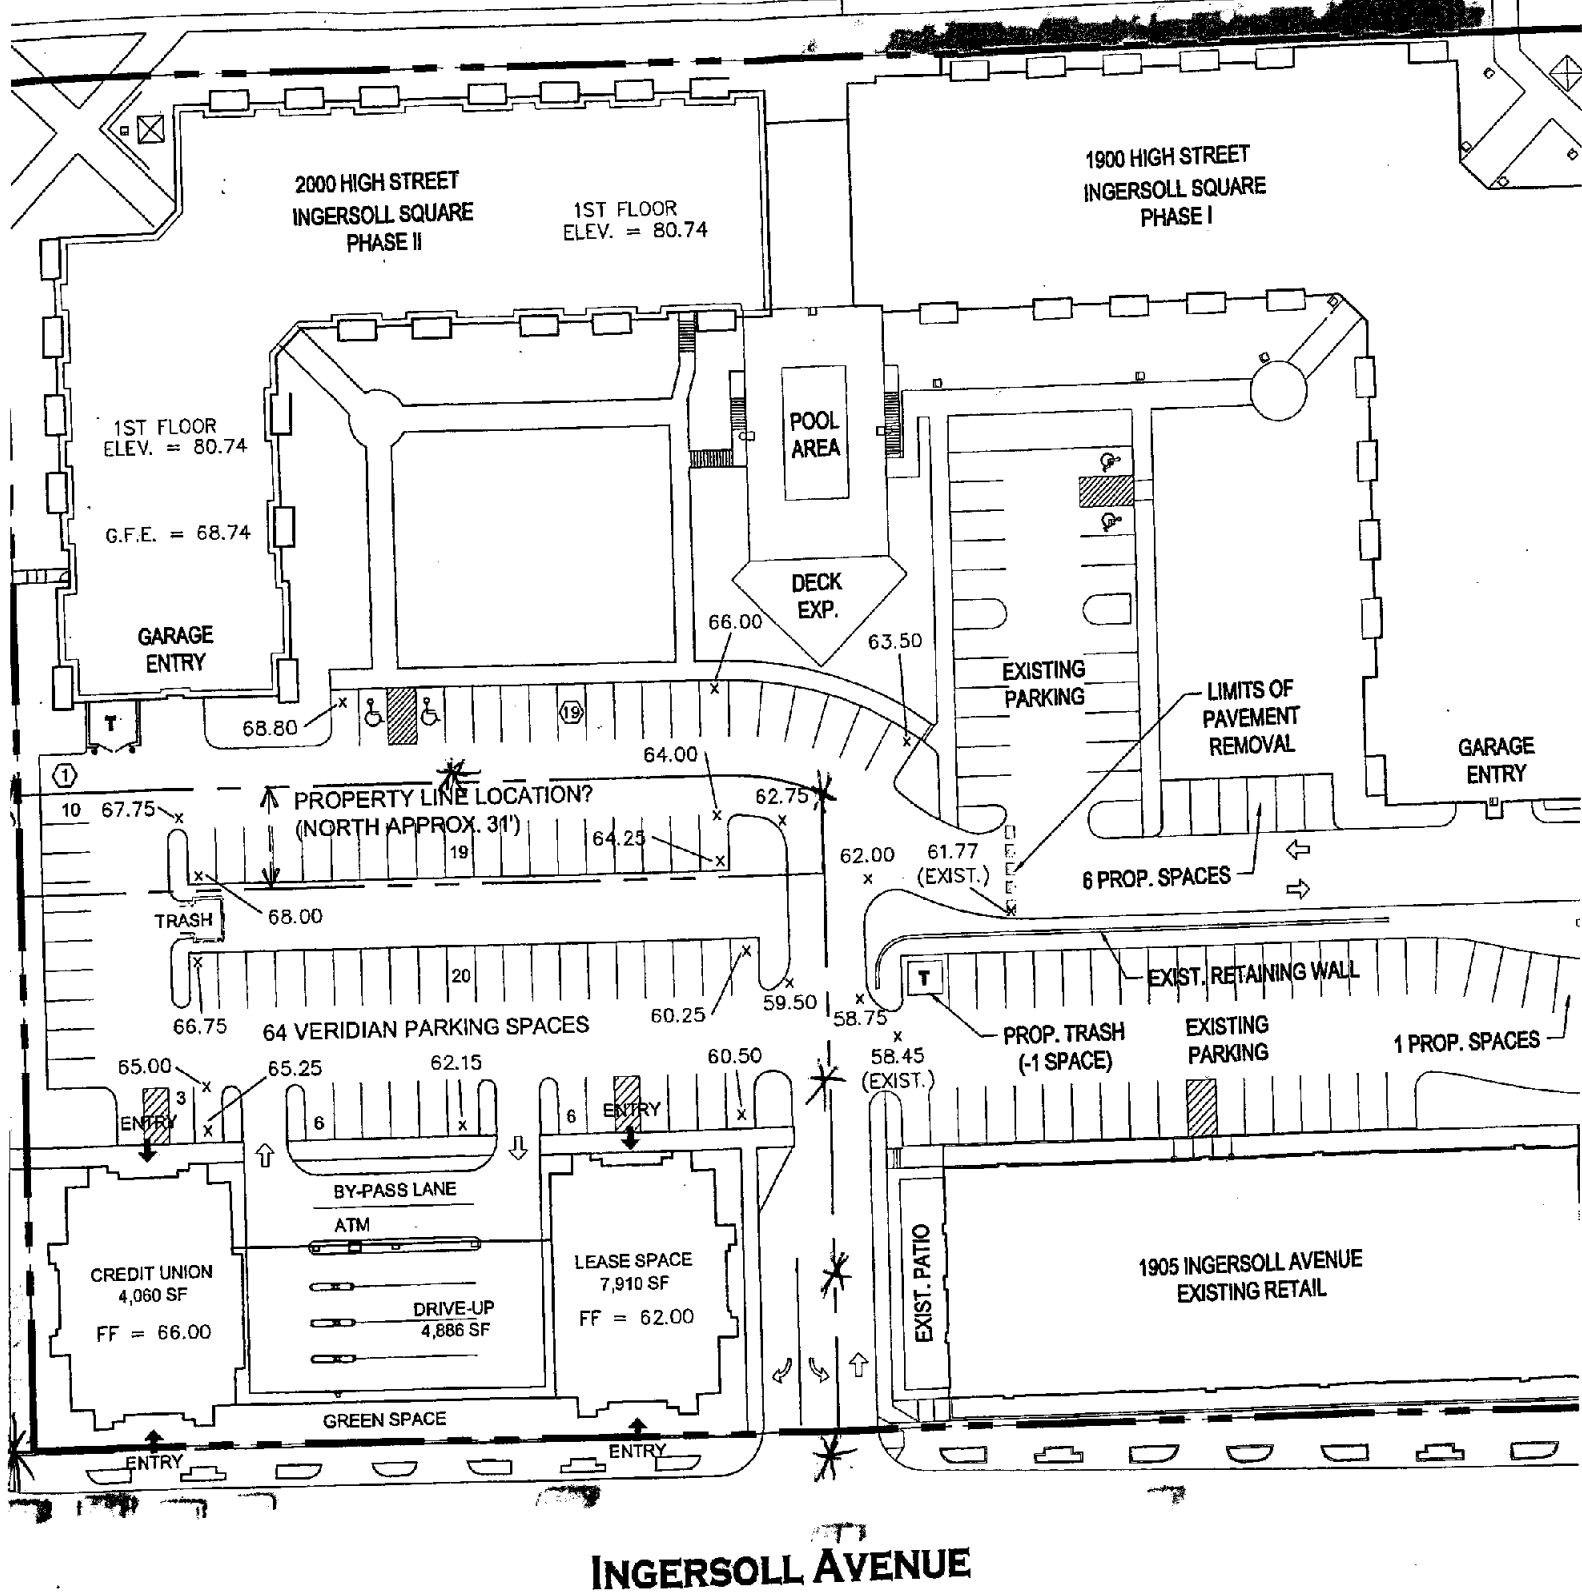 2000 HIGH STREET
INGERSOLL SQUARE
PHASE II
1ST FLOOR
ELEV. = 80.74
1900 HIGH STREET
INGERSOLL SQUARE
PHASE I
1ST FLOOR
ELEV. = 80.74
G.F.E. = 68.74
GARAGE
ENTRY
POOL
AREA
DECK
EXP.
66.00
63.50
EXISTING
PARKING
LIMITS OF
PAVEMENT
REMOVAL
GARAGE
ENTRY
T
68.80
19
64.00
1
10
67.75
PROPERTY LINE LOCATION?
(NORTH APPROX. 31')
62.75
19
64.25
62.00
61.77
(EXIST.)
6 PROP. SPACES
TRASH
68.00
20
T
EXIST. RETAINING WALL
66.75
64 VERIDIAN PARKING SPACES
60.25
59.50
58.75
PROP. TRASH
(-1 SPACE)
EXISTING
PARKING
1 PROP. SPACES
65.00
65.25
62.15
60.50
58.45
(EXIST.)
3
ENTRY
6
6
ENTRY
BY-PASS LANE
ATM
CREDIT UNION
4,060 SF
FF = 66.00
DRIVE-UP
4,886 SF
LEASE SPACE
7,910 SF
FF = 62.00
EXIST. PATIO
1905 INGERSOLL AVENUE
EXISTING RETAIL
GREEN SPACE
ENTRY
ENTRY
INGERSOLL AVENUE